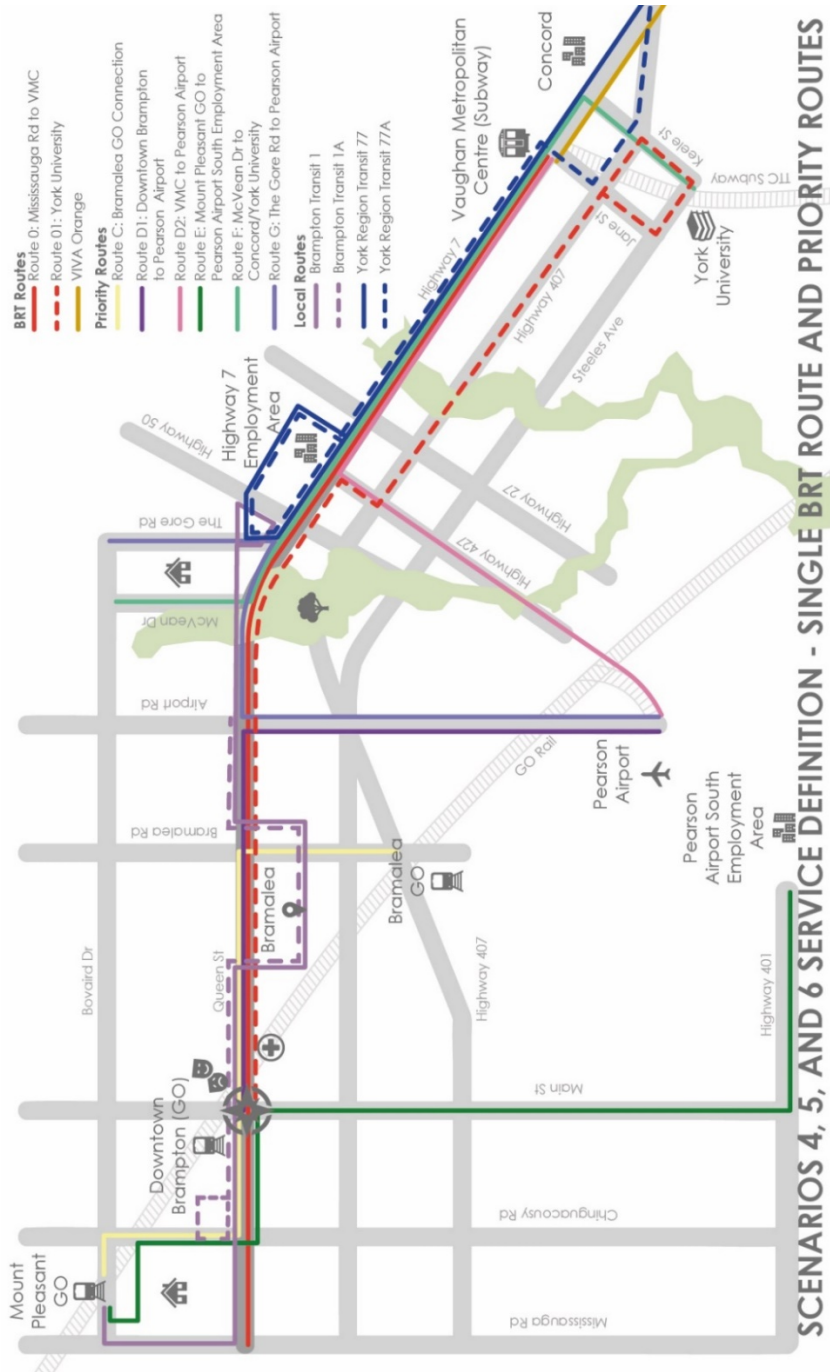 BRT Routes
Route 0: Mississauga Rd to VMC
Route 01: York University
VIVA Orange
Priority Routes
Route C: Bramalea GO Connection
Route D1: Downtown Brampton
to Pearson Airport
Route D2: VMC to Pearson Airport
Route E: Mount Pleasant GO to
Pearson Airport South Employment Area
Route F: McVean Dr to
Concord/York University
Route G: The Gore Rd to Pearson Airport
Local Routes
Brampton Transit 1
Brampton Transit 1A
York Region Transit 77
York Region Transit 77A
Mount
Pleasant
GO
Downtown
Brampton (GO)
Bovaird Dr
Queen St
Bramalea
Bramalea Rd
Airport Rd
McVean Dr
The Gore Rd
Highway 50
Highway 7
Employment
Area
Highway 7
Vaughan Metropolitan
Centre (Subway)
Concord
Keele St
TTC Subway
Jane St
York
University
Highway 407
Steeles Ave
Highway 27
Highway 427
GO Rail
Pearson
Airport
Bramalea
GO
Highway 407
Pearson
Airport South
Employment
Area
Highway 401
Main St
Chinguacousy Rd
Mississauga Rd
SCENARIOS 4, 5, AND 6 SERVICE DEFINITION - SINGLE BRT ROUTE AND PRIORITY ROUTES